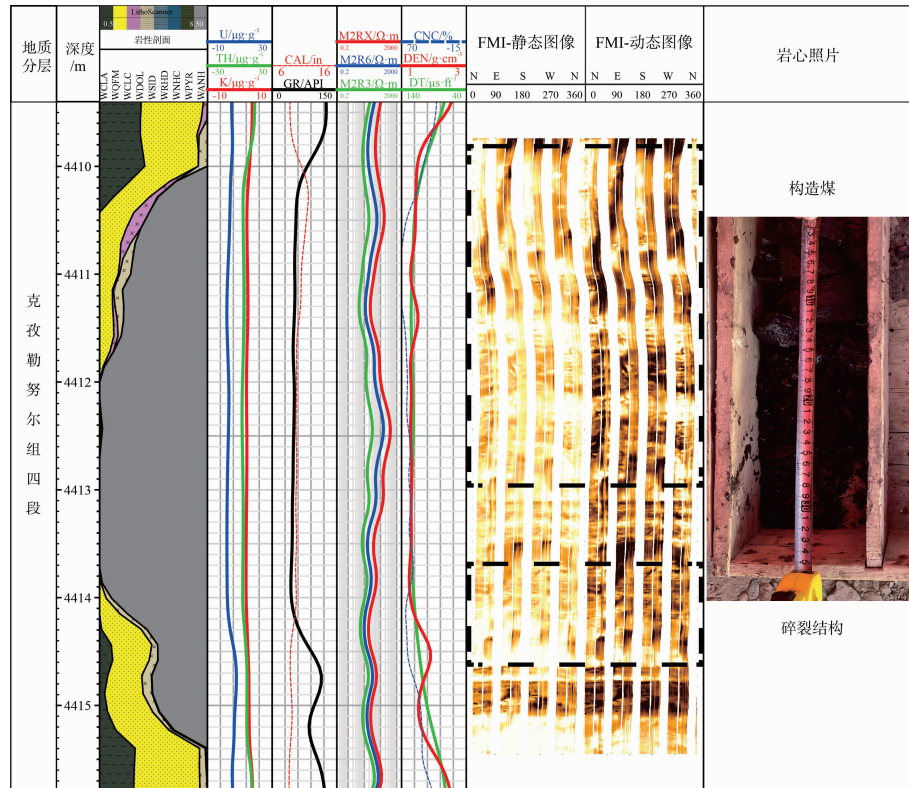 地质
分层
深度
/m
LithoScanner
0.50
8.50
岩性剖面
WCLA
WQFM
WCLC
WDOL
WSID
WRHD
WNHC
WPYR
WANH
U/μg·g⁻¹
-10 30
TH/μg·g⁻¹
-30 30
K/μg·g⁻¹
-10 10
CAL/in
6 16
GR/API
0 150
M2RX/Ω·m
0.2 2000
M2R6/Ω·m
0.2 2000
M2R3/Ω·m
0.2 2000
CNC/%
70 -15
DEN/g·cm⁻³
1 3
DT/μs·ft⁻¹
140 40
FMI-静态图像
N E S W N
0 90 180 270 360
FMI-动态图像
N E S W N
0 90 180 270 360
岩心照片
克孜勒努尔组四段
4410
4411
4412
4413
4414
4415
构造煤
碎裂结构